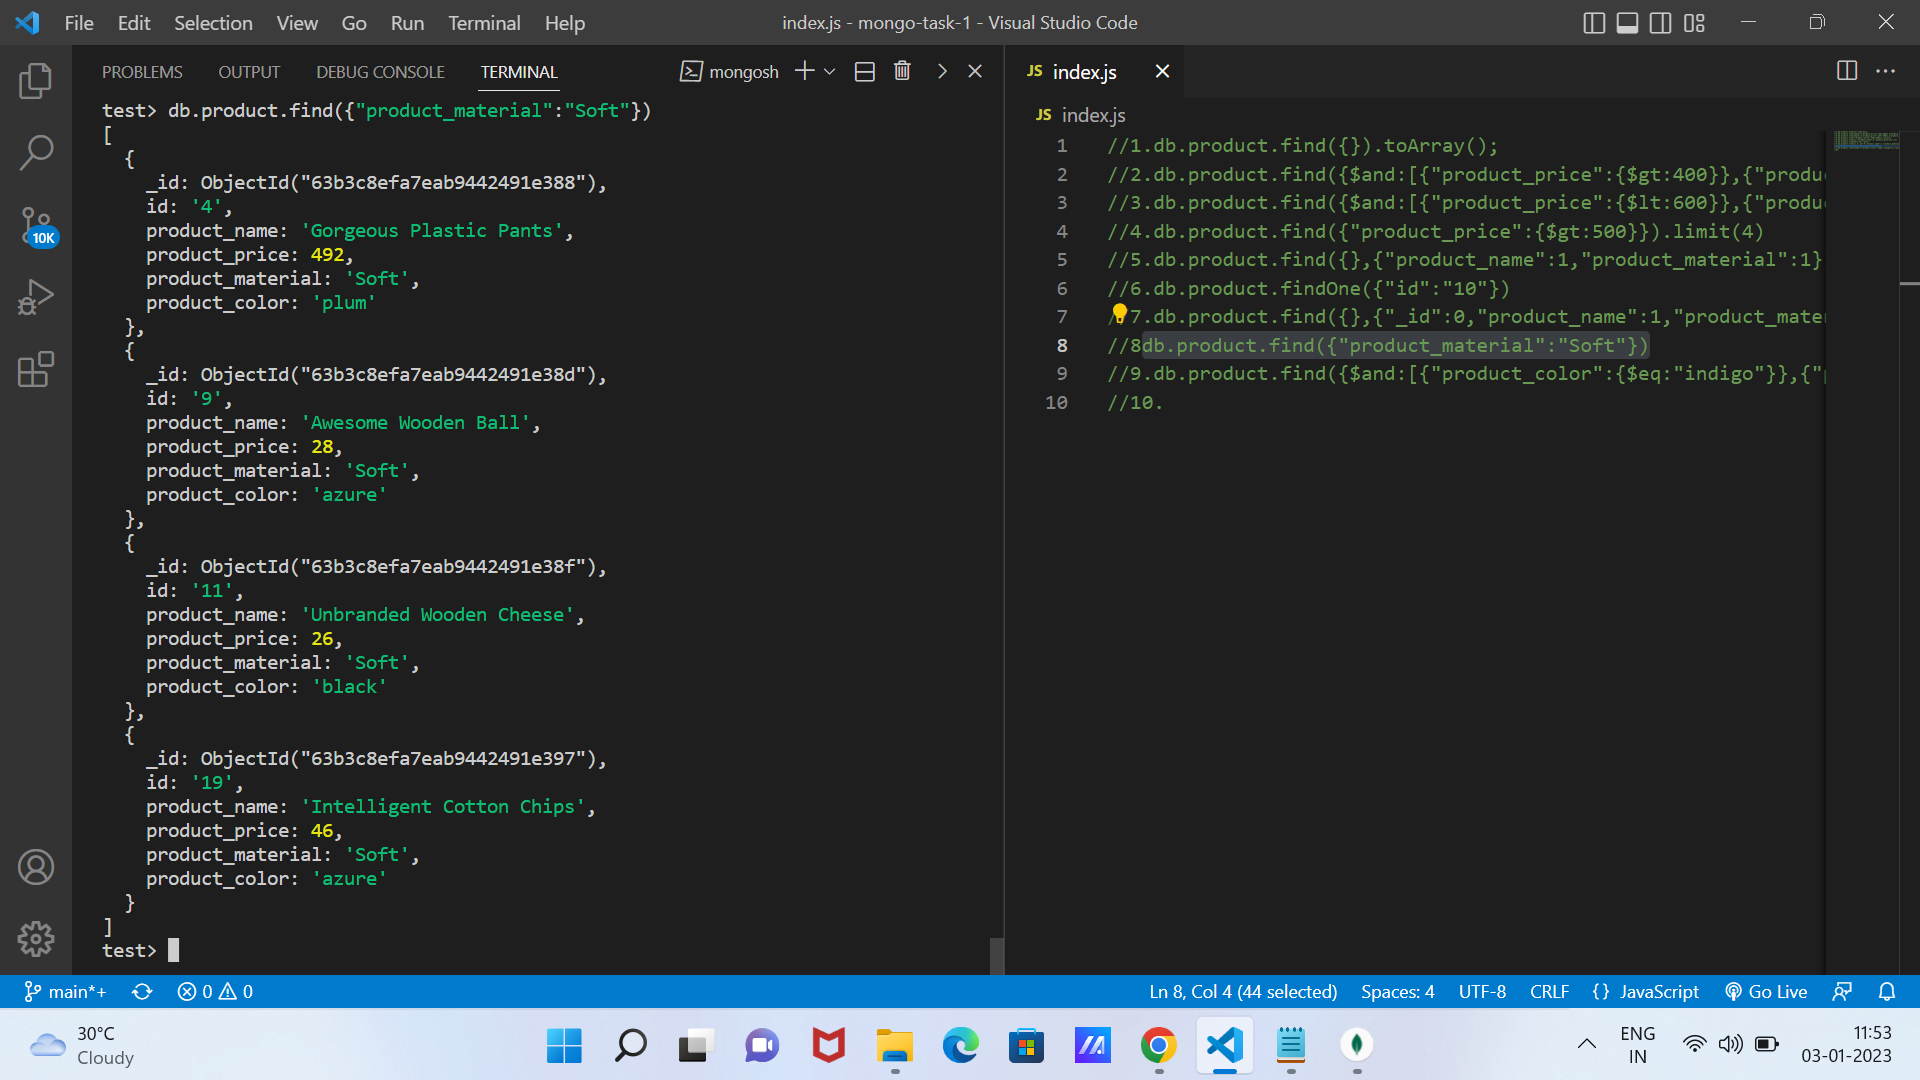 File Edit Selection View Go Run Terminal Help
index.js - mongo-task-1 - Visual Studio Code
PROBLEMS OUTPUT DEBUG CONSOLE TERMINAL
mongosh
test> db.product.find({"product_material":"Soft"})
[
{
_id: ObjectId("63b3c8efa7eab9442491e388"),
id: '4',
product_name: 'Gorgeous Plastic Pants',
product_price: 492,
product_material: 'Soft',
product_color: 'plum'
},
{
_id: ObjectId("63b3c8efa7eab9442491e38d"),
id: '9',
product_name: 'Awesome Wooden Ball',
product_price: 28,
product_material: 'Soft',
product_color: 'azure'
},
{
_id: ObjectId("63b3c8efa7eab9442491e38f"),
id: '11',
product_name: 'Unbranded Wooden Cheese',
product_price: 26,
product_material: 'Soft',
product_color: 'black'
},
{
_id: ObjectId("63b3c8efa7eab9442491e397"),
id: '19',
product_name: 'Intelligent Cotton Chips',
product_price: 46,
product_material: 'Soft',
product_color: 'azure'
}
]
test>
JS index.js
JS index.js
1 //1.db.product.find({}).toArray();
2 //2.db.product.find({$and:[{"product_price":{$gt:400}},{"produ
3 //3.db.product.find({$and:[{"product_price":{$lt:600}},{"produ
4 //4.db.product.find({"product_price":{$gt:500}}).limit(4)
5 //5.db.product.find({},{"product_name":1,"product_material":1}
6 //6.db.product.findOne({"id":"10"})
7 //7.db.product.find({},{"_id":0,"product_name":1,"product_mate
8 //8db.product.find({"product_material":"Soft"})
9 //9.db.product.find({$and:[{"product_color":{$eq:"indigo"}},{"p
10 //10.
10K
main*+ 0 0
Ln 8, Col 4 (44 selected) Spaces: 4 UTF-8 CRLF {} JavaScript Go Live
30°C
Cloudy
ENG
IN
11:53
03-01-2023